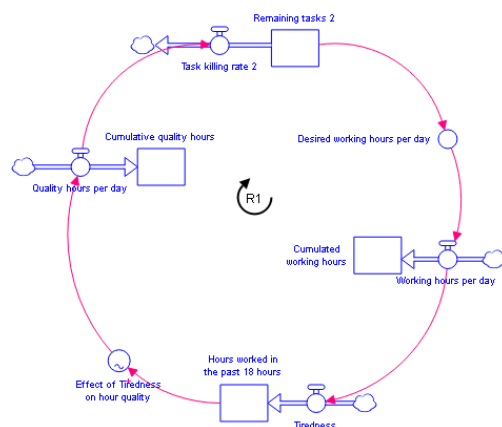 Remaining tasks 2
Task killing rate 2
Cumulative quality hours
Desired working hours per day
Quality hours per day
R1
Cumulated
working hours
Working hours per day
Hours worked in
the past 18 hours
Effect of Tiredness
on hour quality
Tiredness